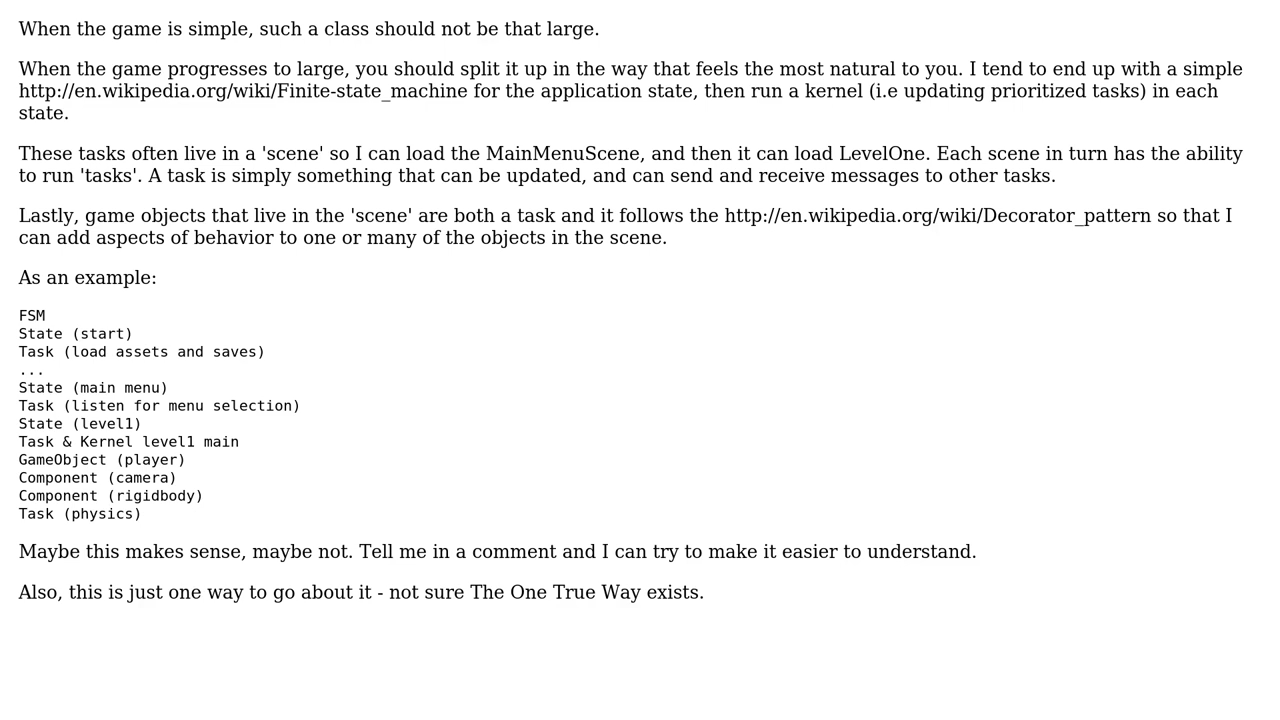 When the game is simple, such a class should not be that large.
When the game progresses to large, you should split it up in the way that feels the most natural to you. I tend to end up with a simple
http://en.wikipedia.org/wiki/Finite-state_machine for the application state, then run a kernel (i.e updating prioritized tasks) in each
state.
These tasks often live in a 'scene' so I can load the MainMenuScene, and then it can load LevelOne. Each scene in turn has the ability
to run 'tasks'. A task is simply something that can be updated, and can send and receive messages to other tasks.
Lastly, game objects that live in the 'scene' are both a task and it follows the http://en.wikipedia.org/wiki/Decorator_pattern so that I
can add aspects of behavior to one or many of the objects in the scene.
As an example:
FSM
State (start)
Task (load assets and saves)
...
State (main menu)
Task (listen for menu selection)
State (level1)
Task & Kernel level1 main
GameObject (player)
Component (camera)
Component (rigidbody)
Task (physics)
Maybe this makes sense, maybe not. Tell me in a comment and I can try to make it easier to understand.
Also, this is just one way to go about it - not sure The One True Way exists.